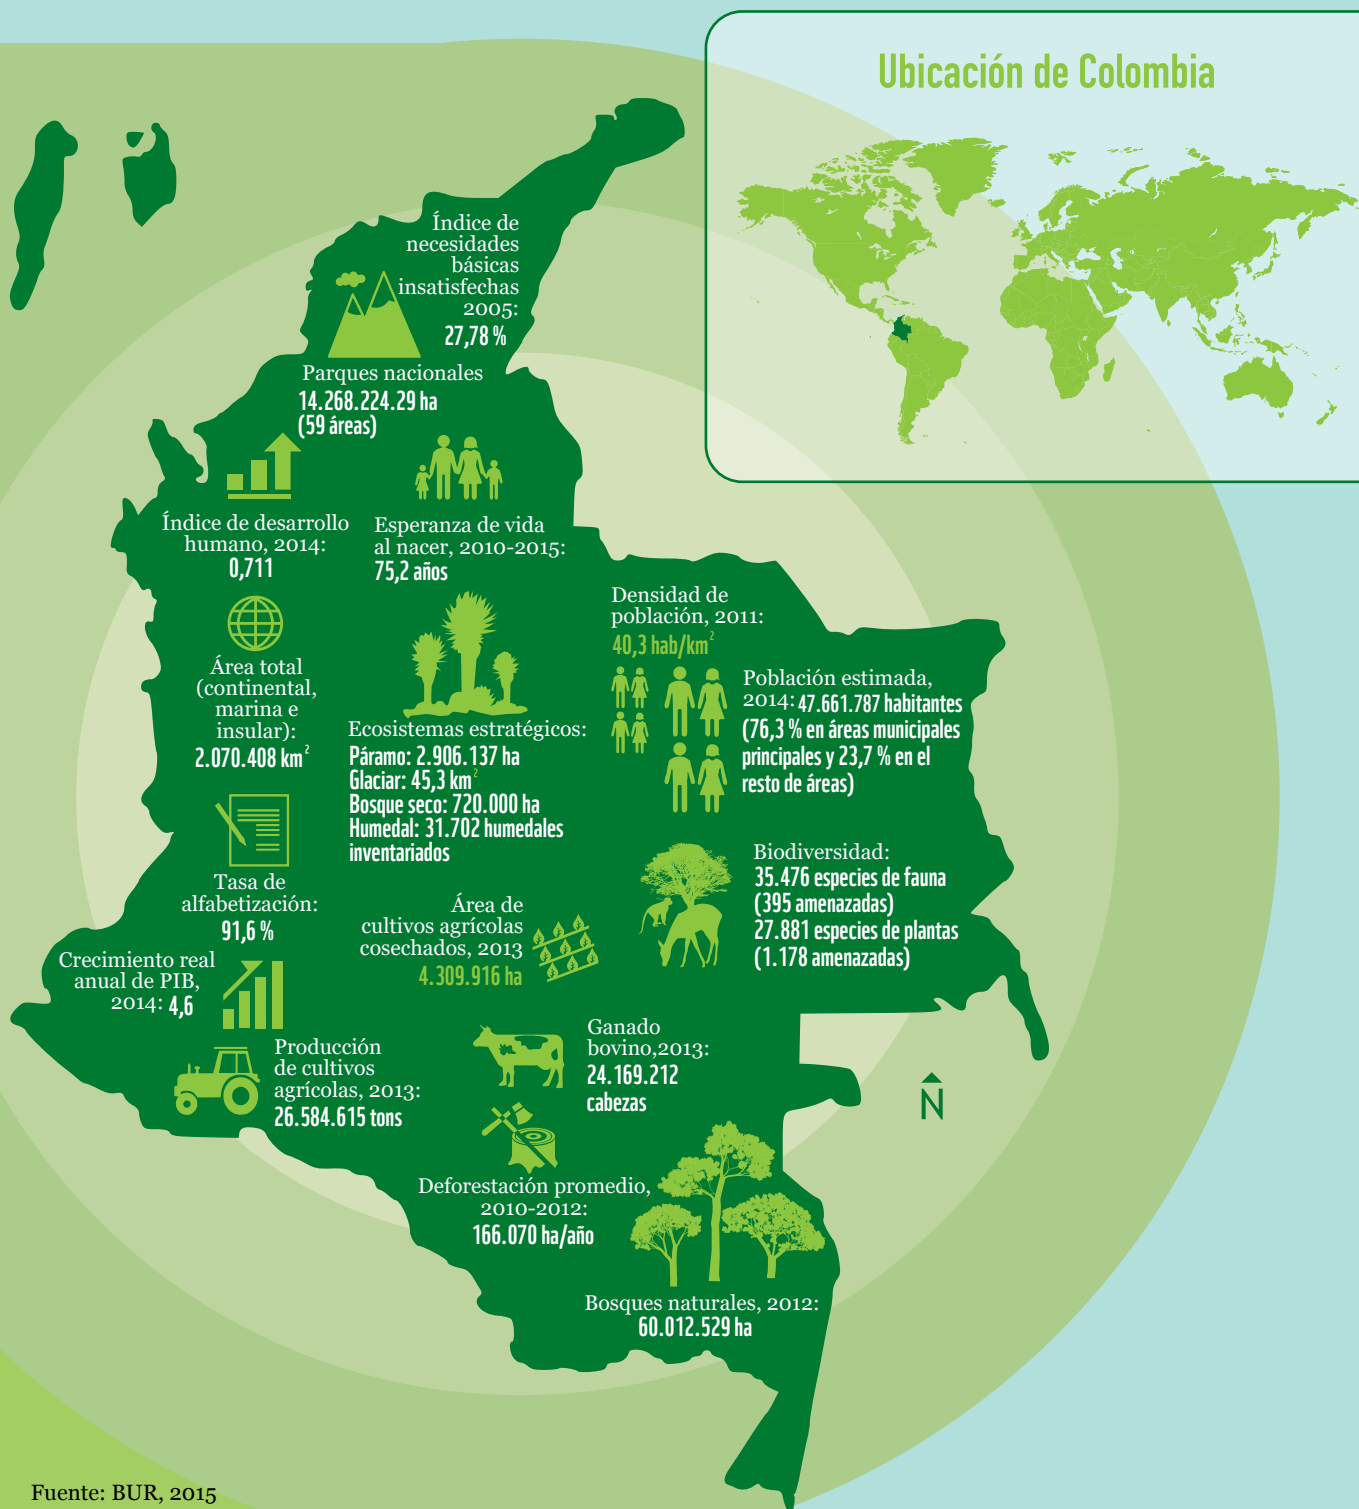 Ubicación de Colombia
Índice de
necesidades
básicas
insatisfechas
2005:
27,78 %
Parques nacionales
14.268.224.29 ha
(59 áreas)
Índice de desarrollo
humano, 2014:
0,711
Esperanza de vida
al nacer, 2010-2015:
75,2 años
Densidad de
población, 2011:
40,3 hab/km²
Área total
(continental,
marina e
insular):
2.070.408 km²
Ecosistemas estratégicos:
Páramo: 2.906.137 ha
Glaciar: 45,3 km²
Bosque seco: 720.000 ha
Humedal: 31.702 humedales
inventariados
Población estimada,
2014: 47.661.787 habitantes
(76,3 % en áreas municipales
principales y 23,7 % en el
resto de áreas)
Tasa de
alfabetización:
91,6 %
Área de
cultivos agrícolas
cosechados, 2013
4.309.916 ha
Biodiversidad:
35.476 especies de fauna
(395 amenazadas)
27.881 especies de plantas
(1.178 amenazadas)
Crecimiento real
anual de PIB,
2014: 4,6
Producción
de cultivos
agrícolas, 2013:
26.584.615 tons
Ganado
bovino,2013:
24.169.212
cabezas
N
Deforestación promedio,
2010-2012:
166.070 ha/año
Bosques naturales, 2012:
60.012.529 ha
Fuente: BUR, 2015